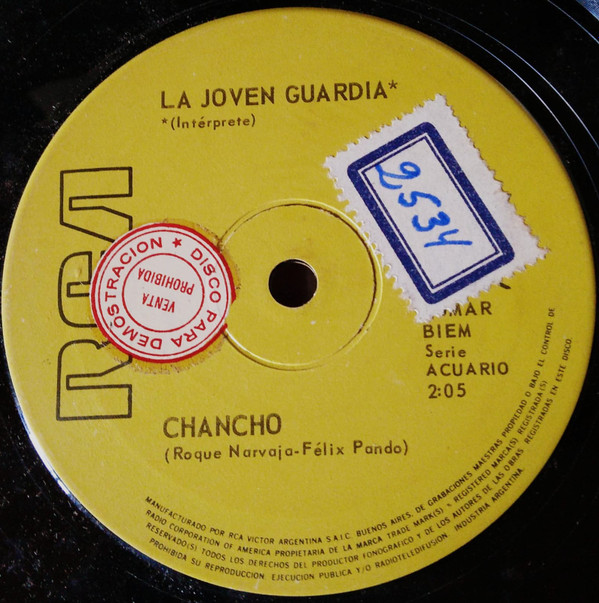 LA JOVEN GUARDIA*
*(Intérprete)
2534
RCA
DISCO PARA DEMOSTRACION ★
VENTA
PROHIBIDA
BIEM
Serie
ACUARIO
2:05
CHANCHO
(Roque Narvaja-Félix Pando)
MANUFACTURADO POR RCA VICTOR ARGENTINA S.A.I.C. BUENOS AIRES. DE GRABACIONES MAESTRAS PROPIEDAD O BAJO EL CONTROL DE
RADIO CORPORATION OF AMERICA PROPIETARIA DE LA MARCA TRADE MARK(S) ® REGISTERED MARCA(S) REGISTRADA(S)
RESERVADO(S) TODOS LOS DERECHOS DEL PRODUCTOR FONOGRAFICO Y DE LOS AUTORES DE LAS OBRAS REGISTRADAS EN ESTE DISCO.
PROHIBIDA SU REPRODUCCION EJECUCION PUBLICA Y/O RADIOTELEDIFUSION INDUSTRIA ARGENTINA.